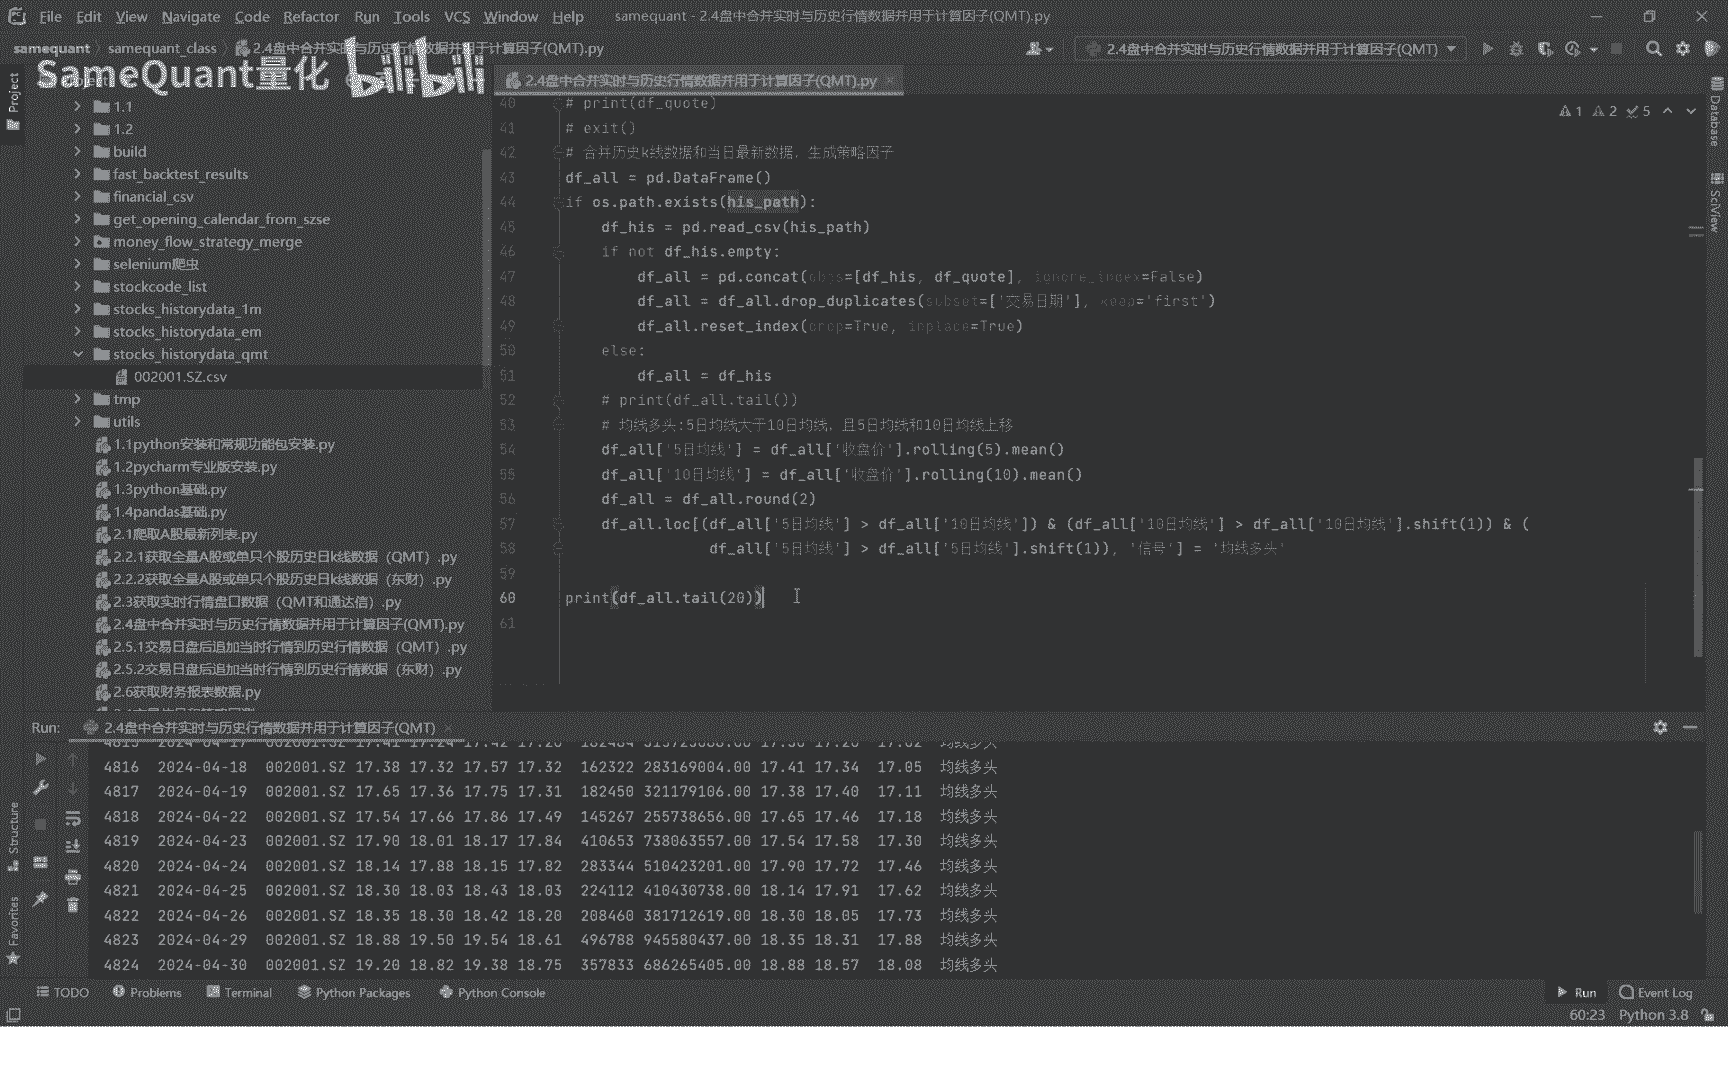 File Edit View Navigate Code Refactor Run Tools VCS Window Help samequant - 2.4盘中合并实时与历史行情数据并用于计算因子(QMT).py
samequant samequant_class 2.4盘中合并实时与历史行情数据并用于计算因子(QMT).py 2.4盘中合并实时与历史行情数据并用于计算因子(QMT)
SameQuant量化 bilibili
2.4盘中合并实时与历史行情数据并用于计算因子(QMT).py
Project
1.1
1.2
build
fast_backtest_results
financial_csv
get_opening_calendar_from_szse
money_flow_strategy_merge
selenium爬虫
stockcode_list
stocks_historydata_1m
stocks_historydata_em
stocks_historydata_qmt
002001.SZ.csv
tmp
utils
1.1python安装和常规功能包安装.py
1.2pycharm专业版安装.py
1.3python基础.py
1.4pandas基础.py
2.1爬取A股最新列表.py
2.2.1获取全量A股或单只个股历史日k线数据（QMT）.py
2.2.2获取全量A股或单只个股历史日k线数据（东财）.py
2.3获取实时行情盘口数据（QMT和通达信）.py
2.4盘中合并实时与历史行情数据并用于计算因子(QMT).py
2.5.1交易日盘后追加当时行情到历史行情数据（QMT）.py
2.5.2交易日盘后追加当时行情到历史行情数据（东财）.py
2.6获取财务报表数据.py
1 2 5
40 # print(df_quote)
41 # exit()
42 # 合并历史k线数据和当日最新数据，生成策略因子
43 df_all = pd.DataFrame()
44 if os.path.exists(his_path):
45 df_his = pd.read_csv(his_path)
46 if not df_his.empty:
47 df_all = pd.concat(objs=[df_his, df_quote], ignore_index=False)
48 df_all = df_all.drop_duplicates(subset=['交易日期'], keep='first')
49 df_all.reset_index(drop=True, inplace=True)
50 else:
51 df_all = df_his
52 # print(df_all.tail())
53 # 均线多头:5日均线大于10日均线，且5日均线和10日均线上移
54 df_all['5日均线'] = df_all['收盘价'].rolling(5).mean()
55 df_all['10日均线'] = df_all['收盘价'].rolling(10).mean()
56 df_all = df_all.round(2)
57 df_all.loc[(df_all['5日均线'] > df_all['10日均线']) & (df_all['10日均线'] > df_all['10日均线'].shift(1)) & (
58 df_all['5日均线'] > df_all['5日均线'].shift(1)), '信号'] = '均线多头'
59
60 print(df_all.tail(20))
61
Database
SciView
Run: 2.4盘中合并实时与历史行情数据并用于计算因子(QMT)
4816 2024-04-18 002001.SZ 17.38 17.32 17.57 17.32 162322 283169004.00 17.41 17.34 17.05 均线多头
4817 2024-04-19 002001.SZ 17.65 17.36 17.75 17.31 182450 321179106.00 17.38 17.40 17.11 均线多头
4818 2024-04-22 002001.SZ 17.54 17.66 17.86 17.49 145267 255738656.00 17.65 17.46 17.18 均线多头
4819 2024-04-23 002001.SZ 17.90 18.01 18.17 17.84 410653 738063557.00 17.54 17.58 17.30 均线多头
4820 2024-04-24 002001.SZ 18.14 17.88 18.15 17.82 283344 510423201.00 17.90 17.72 17.46 均线多头
4821 2024-04-25 002001.SZ 18.30 18.03 18.43 18.03 224112 410430738.00 18.14 17.91 17.62 均线多头
4822 2024-04-26 002001.SZ 18.35 18.30 18.42 18.20 208460 381712619.00 18.30 18.05 17.73 均线多头
4823 2024-04-29 002001.SZ 18.88 19.50 19.54 18.61 496788 945580437.00 18.35 18.31 17.88 均线多头
4824 2024-04-30 002001.SZ 19.20 18.82 19.38 18.75 357833 686265405.00 18.88 18.57 18.08 均线多头
Structure
Favorites
TODO Problems Terminal Python Packages Python Console Run Event Log
60:23 Python 3.8